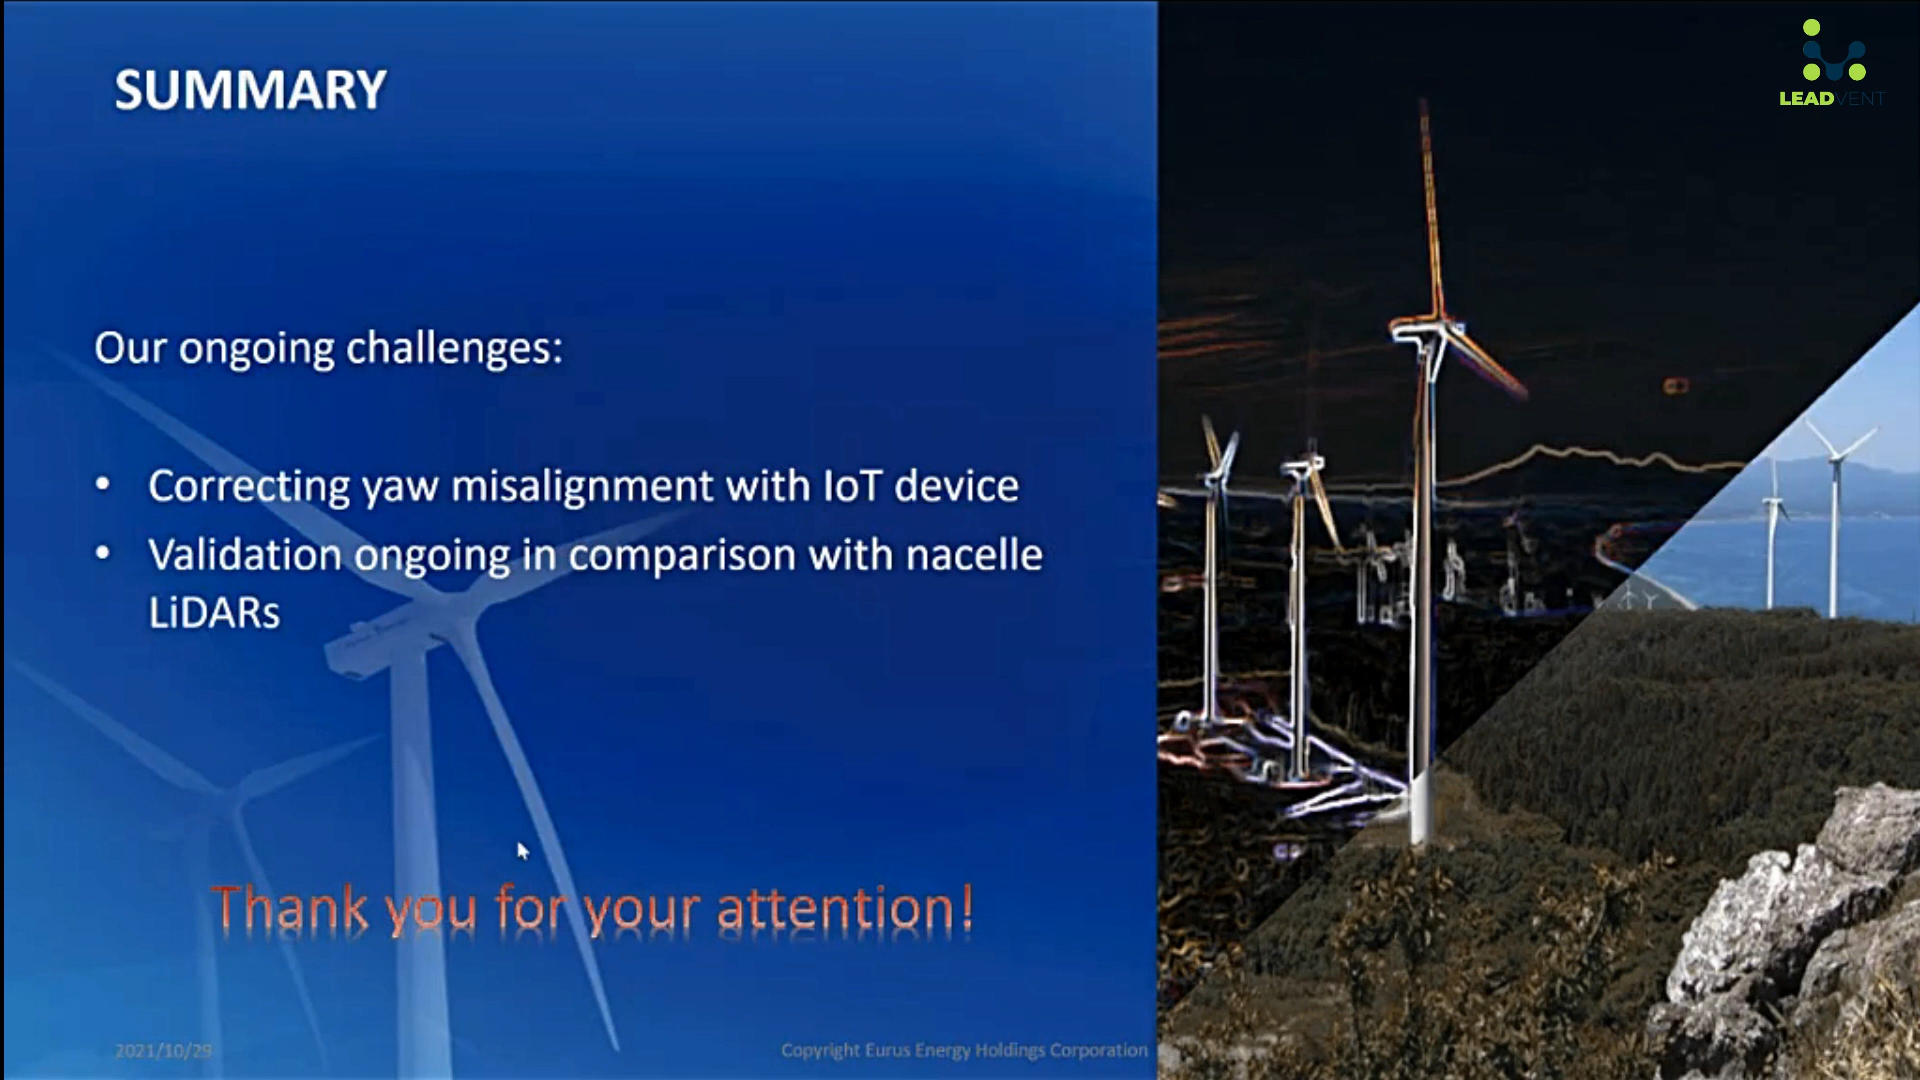 SUMMARY
LEADVENT
Our ongoing challenges:
• Correcting yaw misalignment with IoT device
• Validation ongoing in comparison with nacelle
LiDARs
Thank you for your attention!
2021/10/29
Copyright Eurus Energy Holdings Corporation